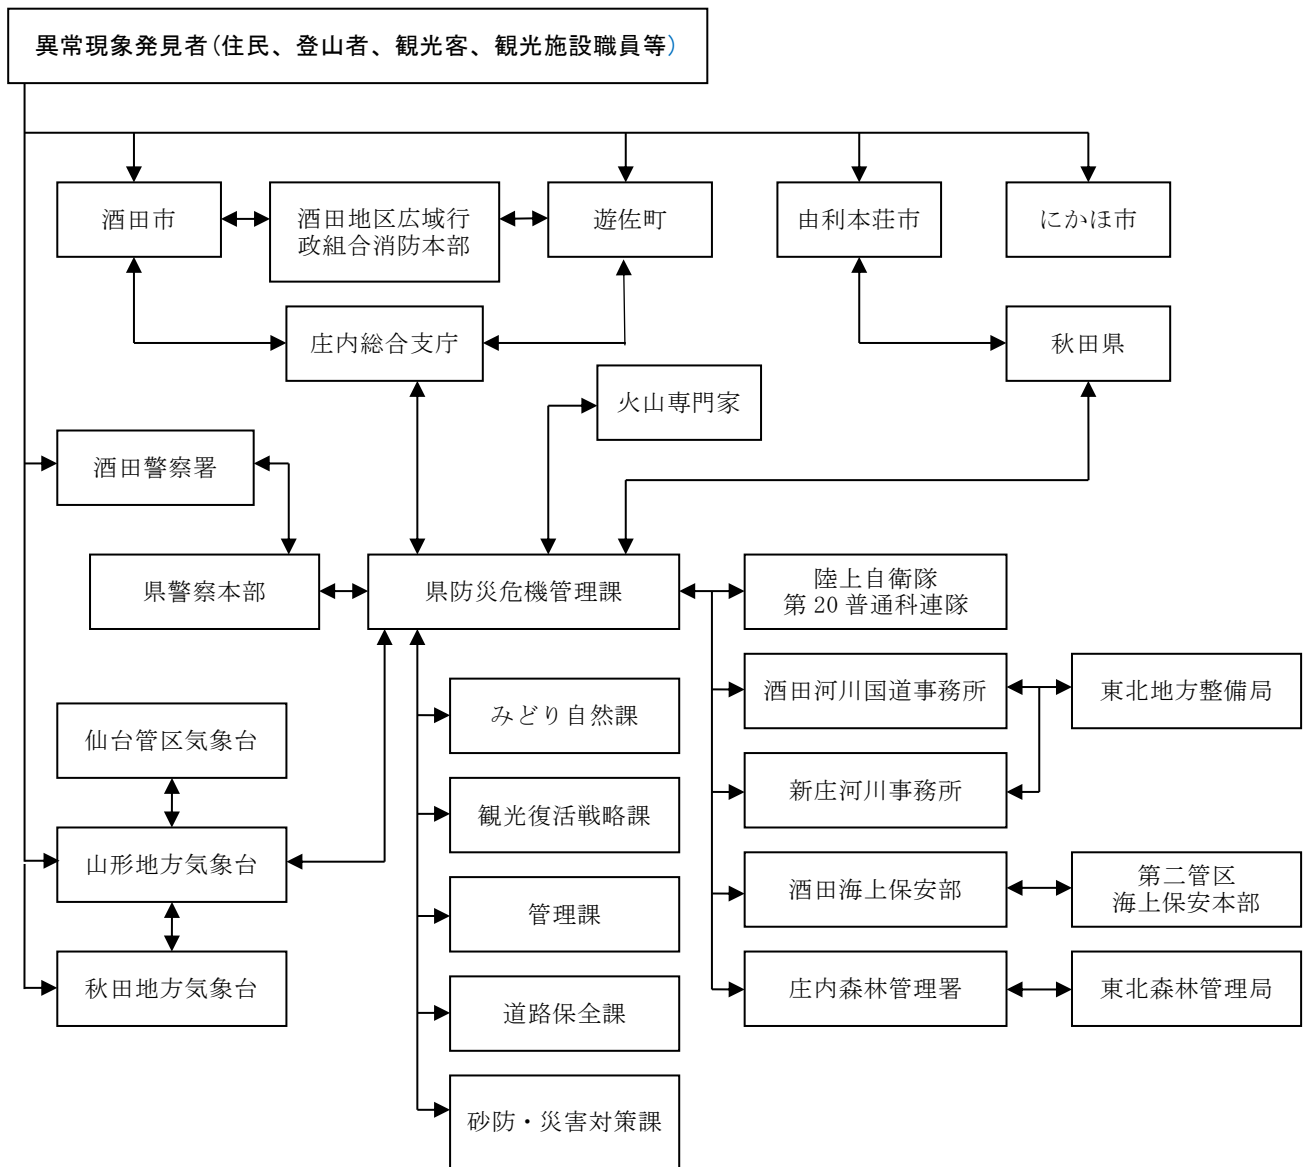 異常現象発見者(住民、登山者、観光客、観光施設職員等)
酒田市
酒田地区広域行
政組合消防本部
遊佐町
由利本荘市
にかほ市
庄内総合支庁
秋田県
火山専門家
酒田警察署
県警察本部
県防災危機管理課
陸上自衛隊
第 20 普通科連隊
酒田河川国道事務所
東北地方整備局
みどり自然課
仙台管区気象台
新庄河川事務所
観光復活戦略課
山形地方気象台
酒田海上保安部
第二管区
海上保安本部
管理課
秋田地方気象台
庄内森林管理署
東北森林管理局
道路保全課
砂防・災害対策課